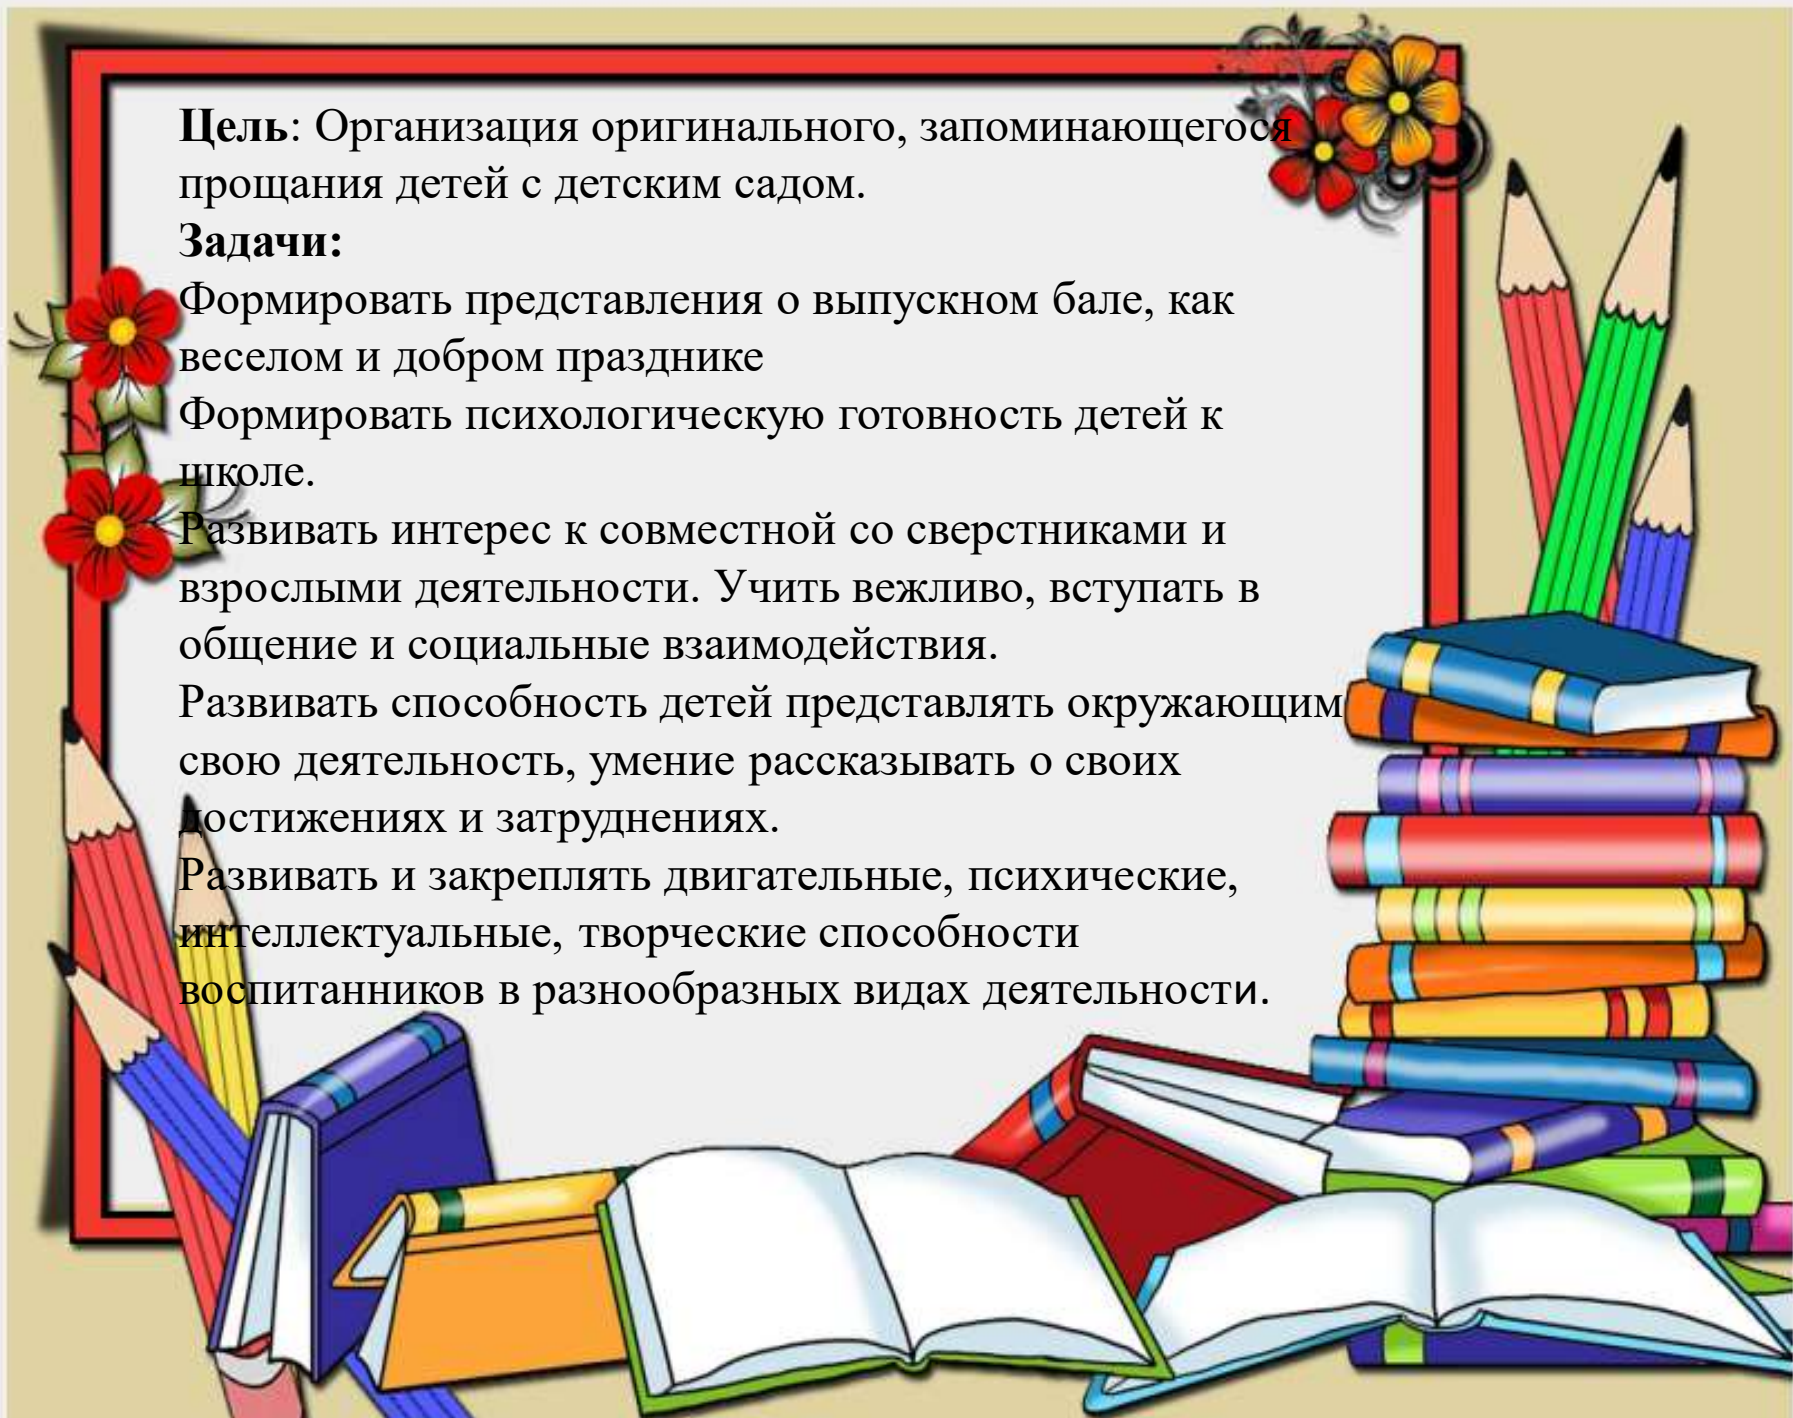 Цель: Организация оригинального, запоминающегося
прощания детей с детским садом.
Задачи:
Формировать представления о выпускном бале, как
веселом и добром празднике
Формировать психологическую готовность детей к
школе.
Развивать интерес к совместной со сверстниками и
взрослыми деятельности. Учить вежливо, вступать в
общение и социальные взаимодействия.
Развивать способность детей представлять окружающим
свою деятельность, умение рассказывать о своих
достижениях и затруднениях.
Развивать и закреплять двигательные, психические,
интеллектуальные, творческие способности
воспитанников в разнообразных видах деятельности.